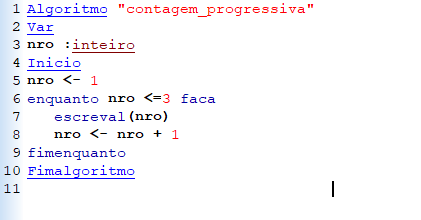 1 Algoritmo "contagem_progressiva"
2 Var
3 nro :inteiro
4 Inicio
5 nro <- 1
6 enquanto nro <=3 faca
7    escreval(nro)
8    nro <- nro + 1
9 fimenquanto
10 Fimalgoritmo
11